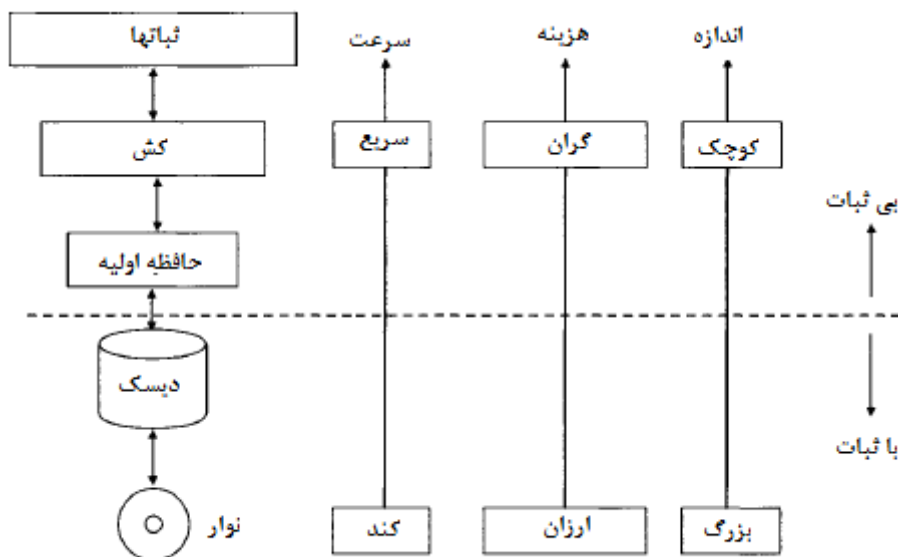 ثباتها
سرعت
هزینه
اندازه
کش
سریع
گران
کوچک
بی ثبات
حافظه اولیه
دیسک
با ثبات
نوار
کند
ارزان
بزرگ